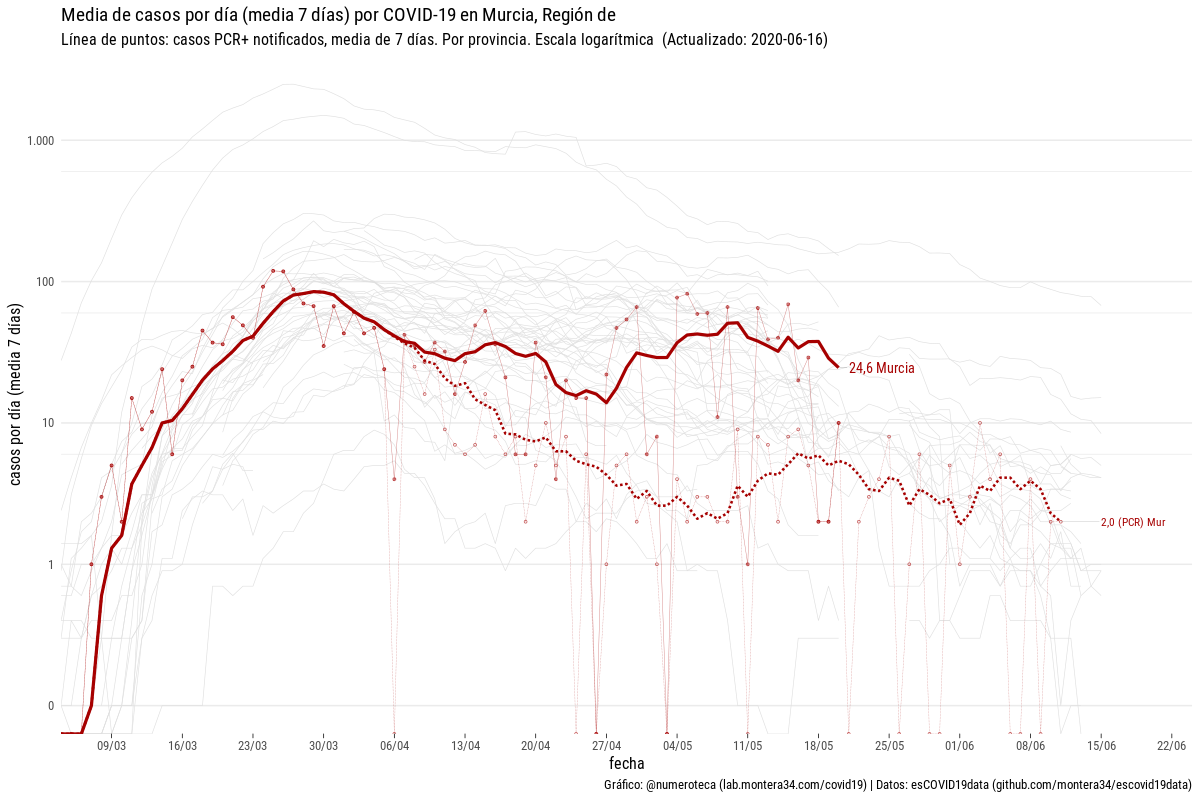 Media de casos por día (media 7 días) por COVID-19 en Murcia, Región de
Línea de puntos: casos PCR+ notificados, media de 7 días. Por provincia. Escala logarítmica (Actualizado: 2020-06-16)
casos por día (media 7 días)
1.000
100
10
1
0
24,6 Murcia
2,0 (PCR) Mur
09/03 16/03 23/03 30/03 06/04 13/04 20/04 27/04 04/05 11/05 18/05 25/05 01/06 08/06 15/06 22/06
fecha
Gráfico: @numeroteca (lab.montera34.com/covid19) | Datos: esCOVID19data (github.com/montera34/escovid19data)